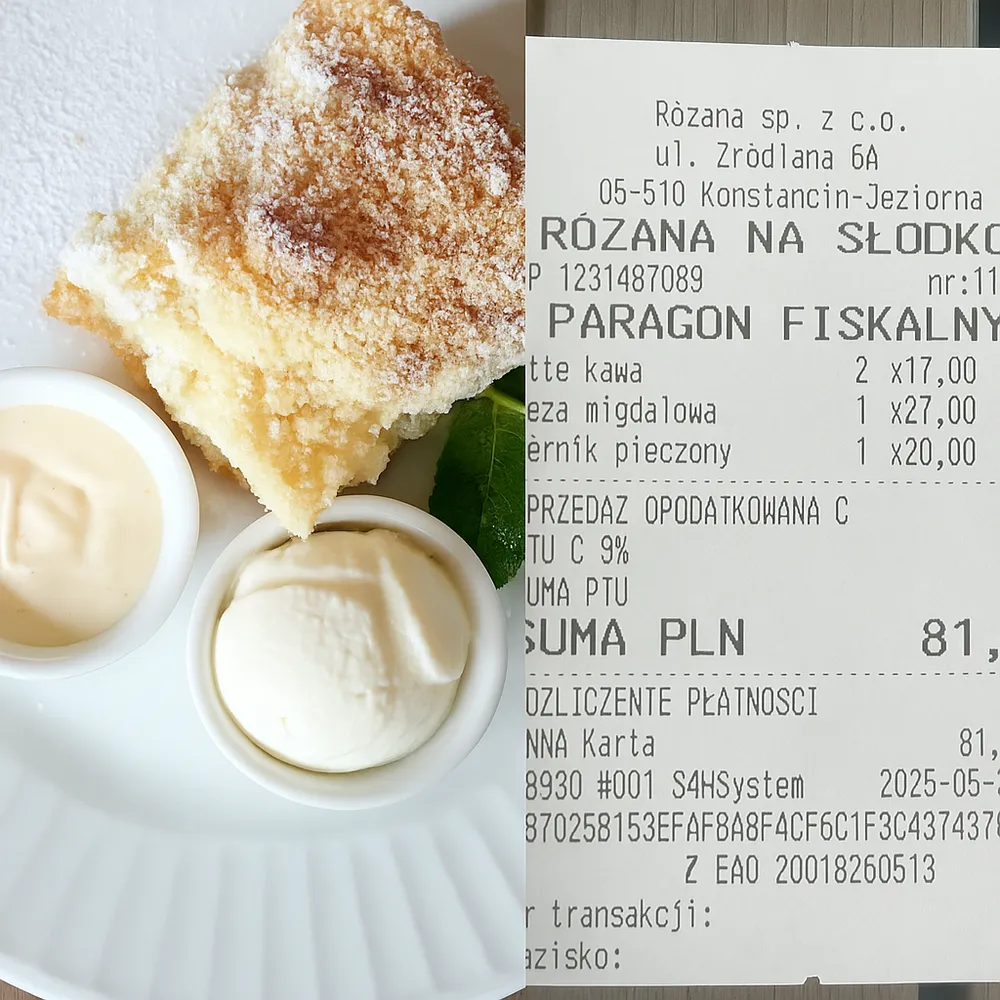 Ròzana sp. z c.o.
ul. Zròdlana 6A
05-510 Konstancin-Jeziorna
RÓZANA NA SŁODKO
P 1231487089 nr:11
PARAGON FISKALNY
tte kawa 2 x17,00
eza migdalowa 1 x27,00
èrnik pieczony 1 x20,00
PRZEDAZ OPODATKOWANA C
TU C 9%
UMA PTU
SUMA PLN 81,
OZLICZENTE PŁATNOSCI
NNA Karta 81,
8930 #001 S4HSystem 2025-05-
870258153EFAF8A8F4CF6C1F3C437437
Z EAO 20018260513
r transakcji:
azisko: